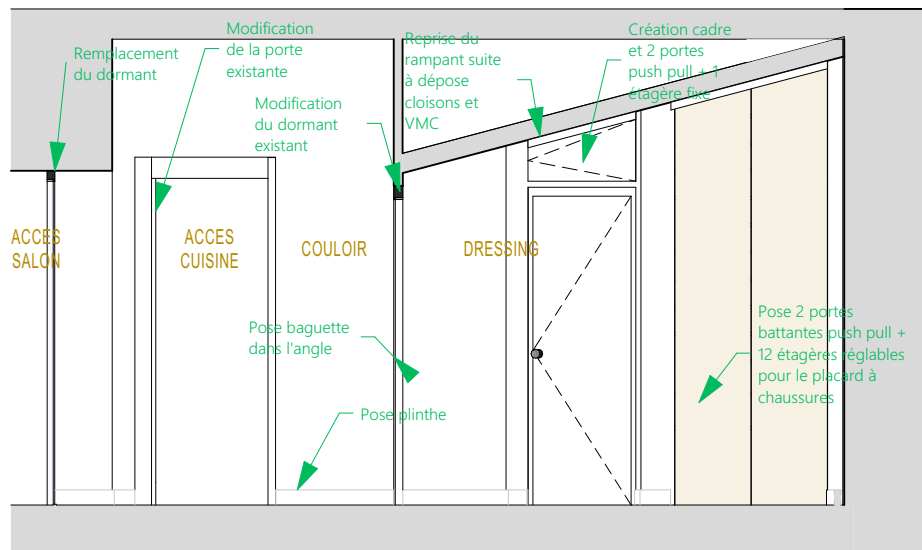 Remplacement
du dormant
Modification
de la porte
existante
Modification
du dormant
existant
Reprise du
rampant suite
à dépose
cloisons et
VMC
Création cadre
et 2 portes
push pull + 1
étagère fixe
ACCES
SALON
ACCES
CUISINE
COULOIR
DRESSING
Pose baguette
dans l'angle
Pose plinthe
Pose 2 portes
battantes push pull +
12 étagères réglables
pour le placard à
chaussures